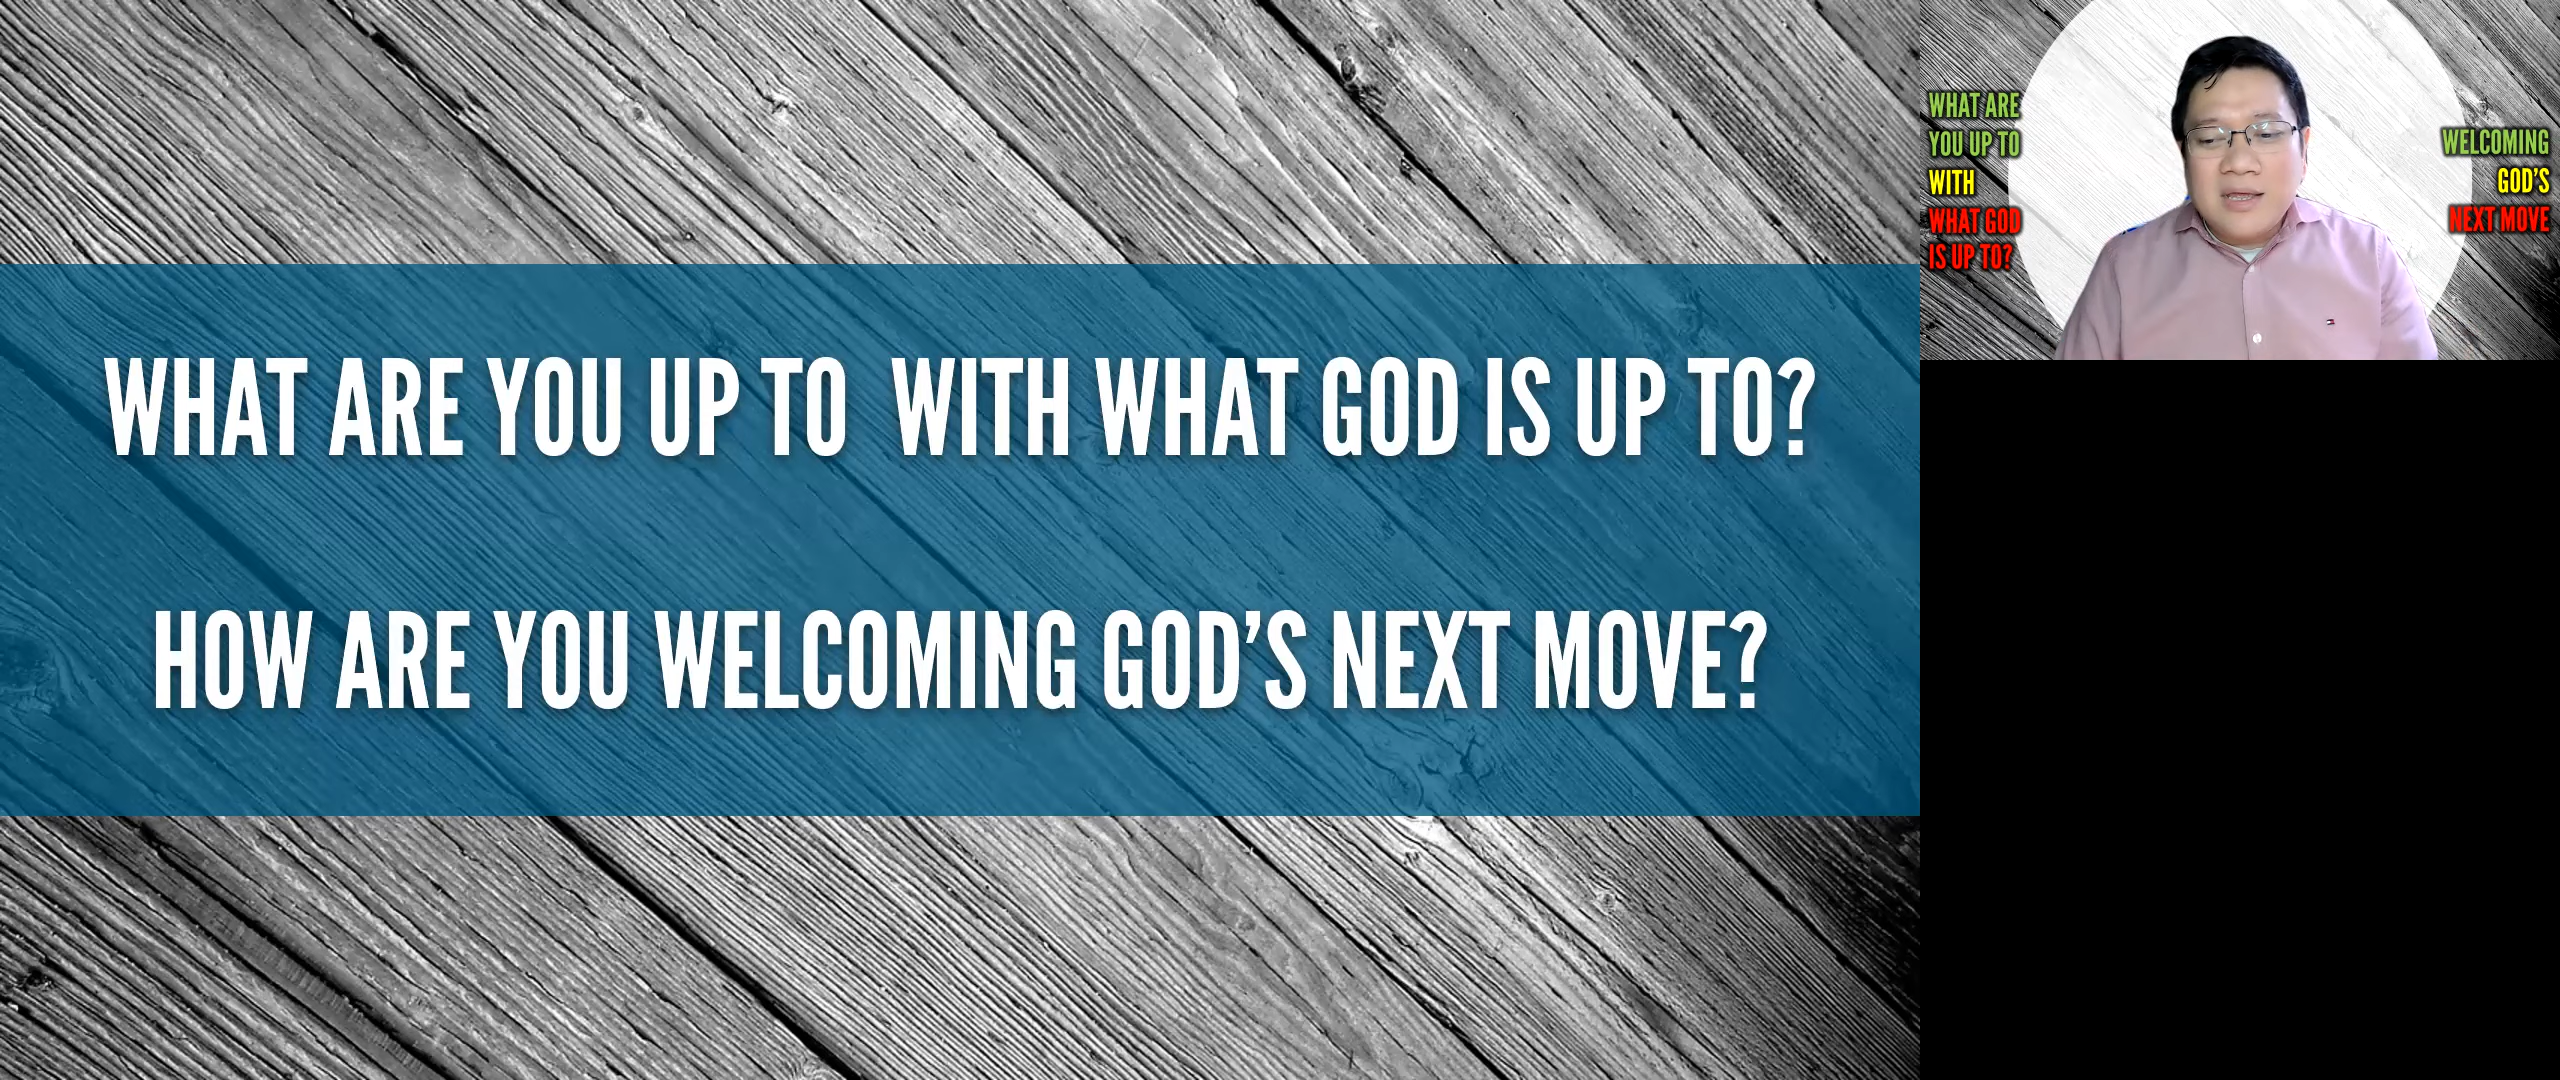 WHAT ARE YOU UP TO  WITH WHAT GOD IS UP TO?
HOW ARE YOU WELCOMING GOD’S NEXT MOVE?
WHAT ARE
YOU UP TO
WITH
WHAT GOD
IS UP TO?
WELCOMING
GOD’S
NEXT MOVE